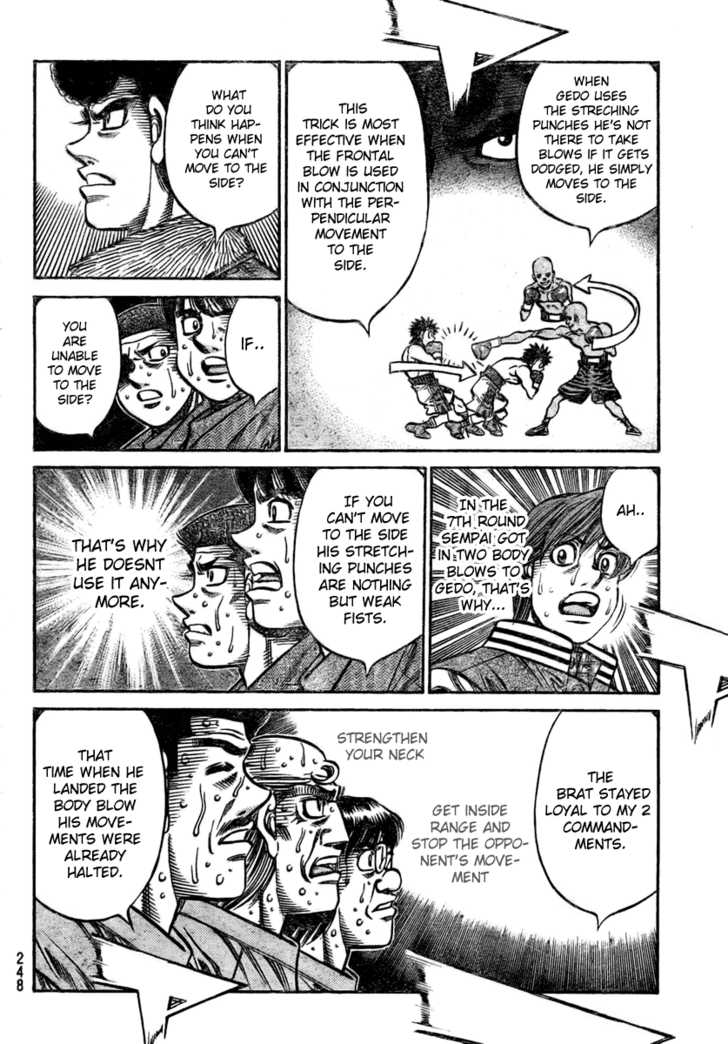 WHEN
GEDO USES
THE STRECHING
PUNCHES HE'S NOT
THERE TO TAKE
BLOWS IF IT GETS
DODGED, HE SIMPLY
MOVES TO THE
SIDE.
THIS
TRICK IS MOST
EFFECTIVE WHEN
THE FRONTAL
BLOW IS USED
IN CONJUNCTION
WITH THE PER-
PENDICULAR
MOVEMENT
TO THE
SIDE.
WHAT
DO YOU
THINK HAP-
PENS WHEN
YOU CAN'T
MOVE TO THE
SIDE?
IF..
YOU
ARE
UNABLE
TO MOVE
TO THE
SIDE?
AH..
IN THE
7TH ROUND
SEMPAI GOT
IN TWO BODY
BLOWS TO
GEDO, THAT'S
WHY...
IF YOU
CAN'T MOVE
TO THE SIDE
HIS STRETCH-
ING PUNCHES
ARE NOTHING
BUT WEAK
FISTS.
THAT'S WHY
HE DOESNT
USE IT ANY-
MORE.
THE
BRAT STAYED
LOYAL TO MY 2
COMMAND-
MENTS.
STRENGTHEN
YOUR NECK
GET INSIDE
RANGE AND
STOP THE OPPO-
NENT'S MOVE-
MENT
THAT
TIME WHEN HE
LANDED THE
BODY BLOW
HIS MOVE-
MENTS WERE
ALREADY
HALTED.
248